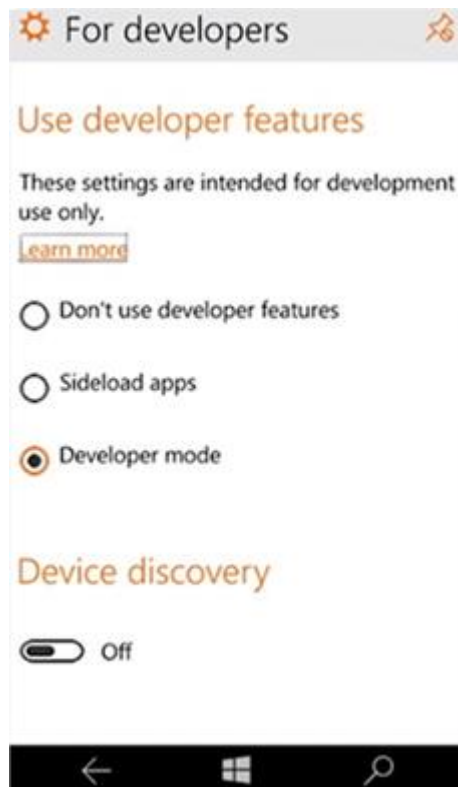 For developers
Use developer features
These settings are intended for development
use only.
Learn more
Don't use developer features
Sideload apps
Developer mode
Device discovery
Off